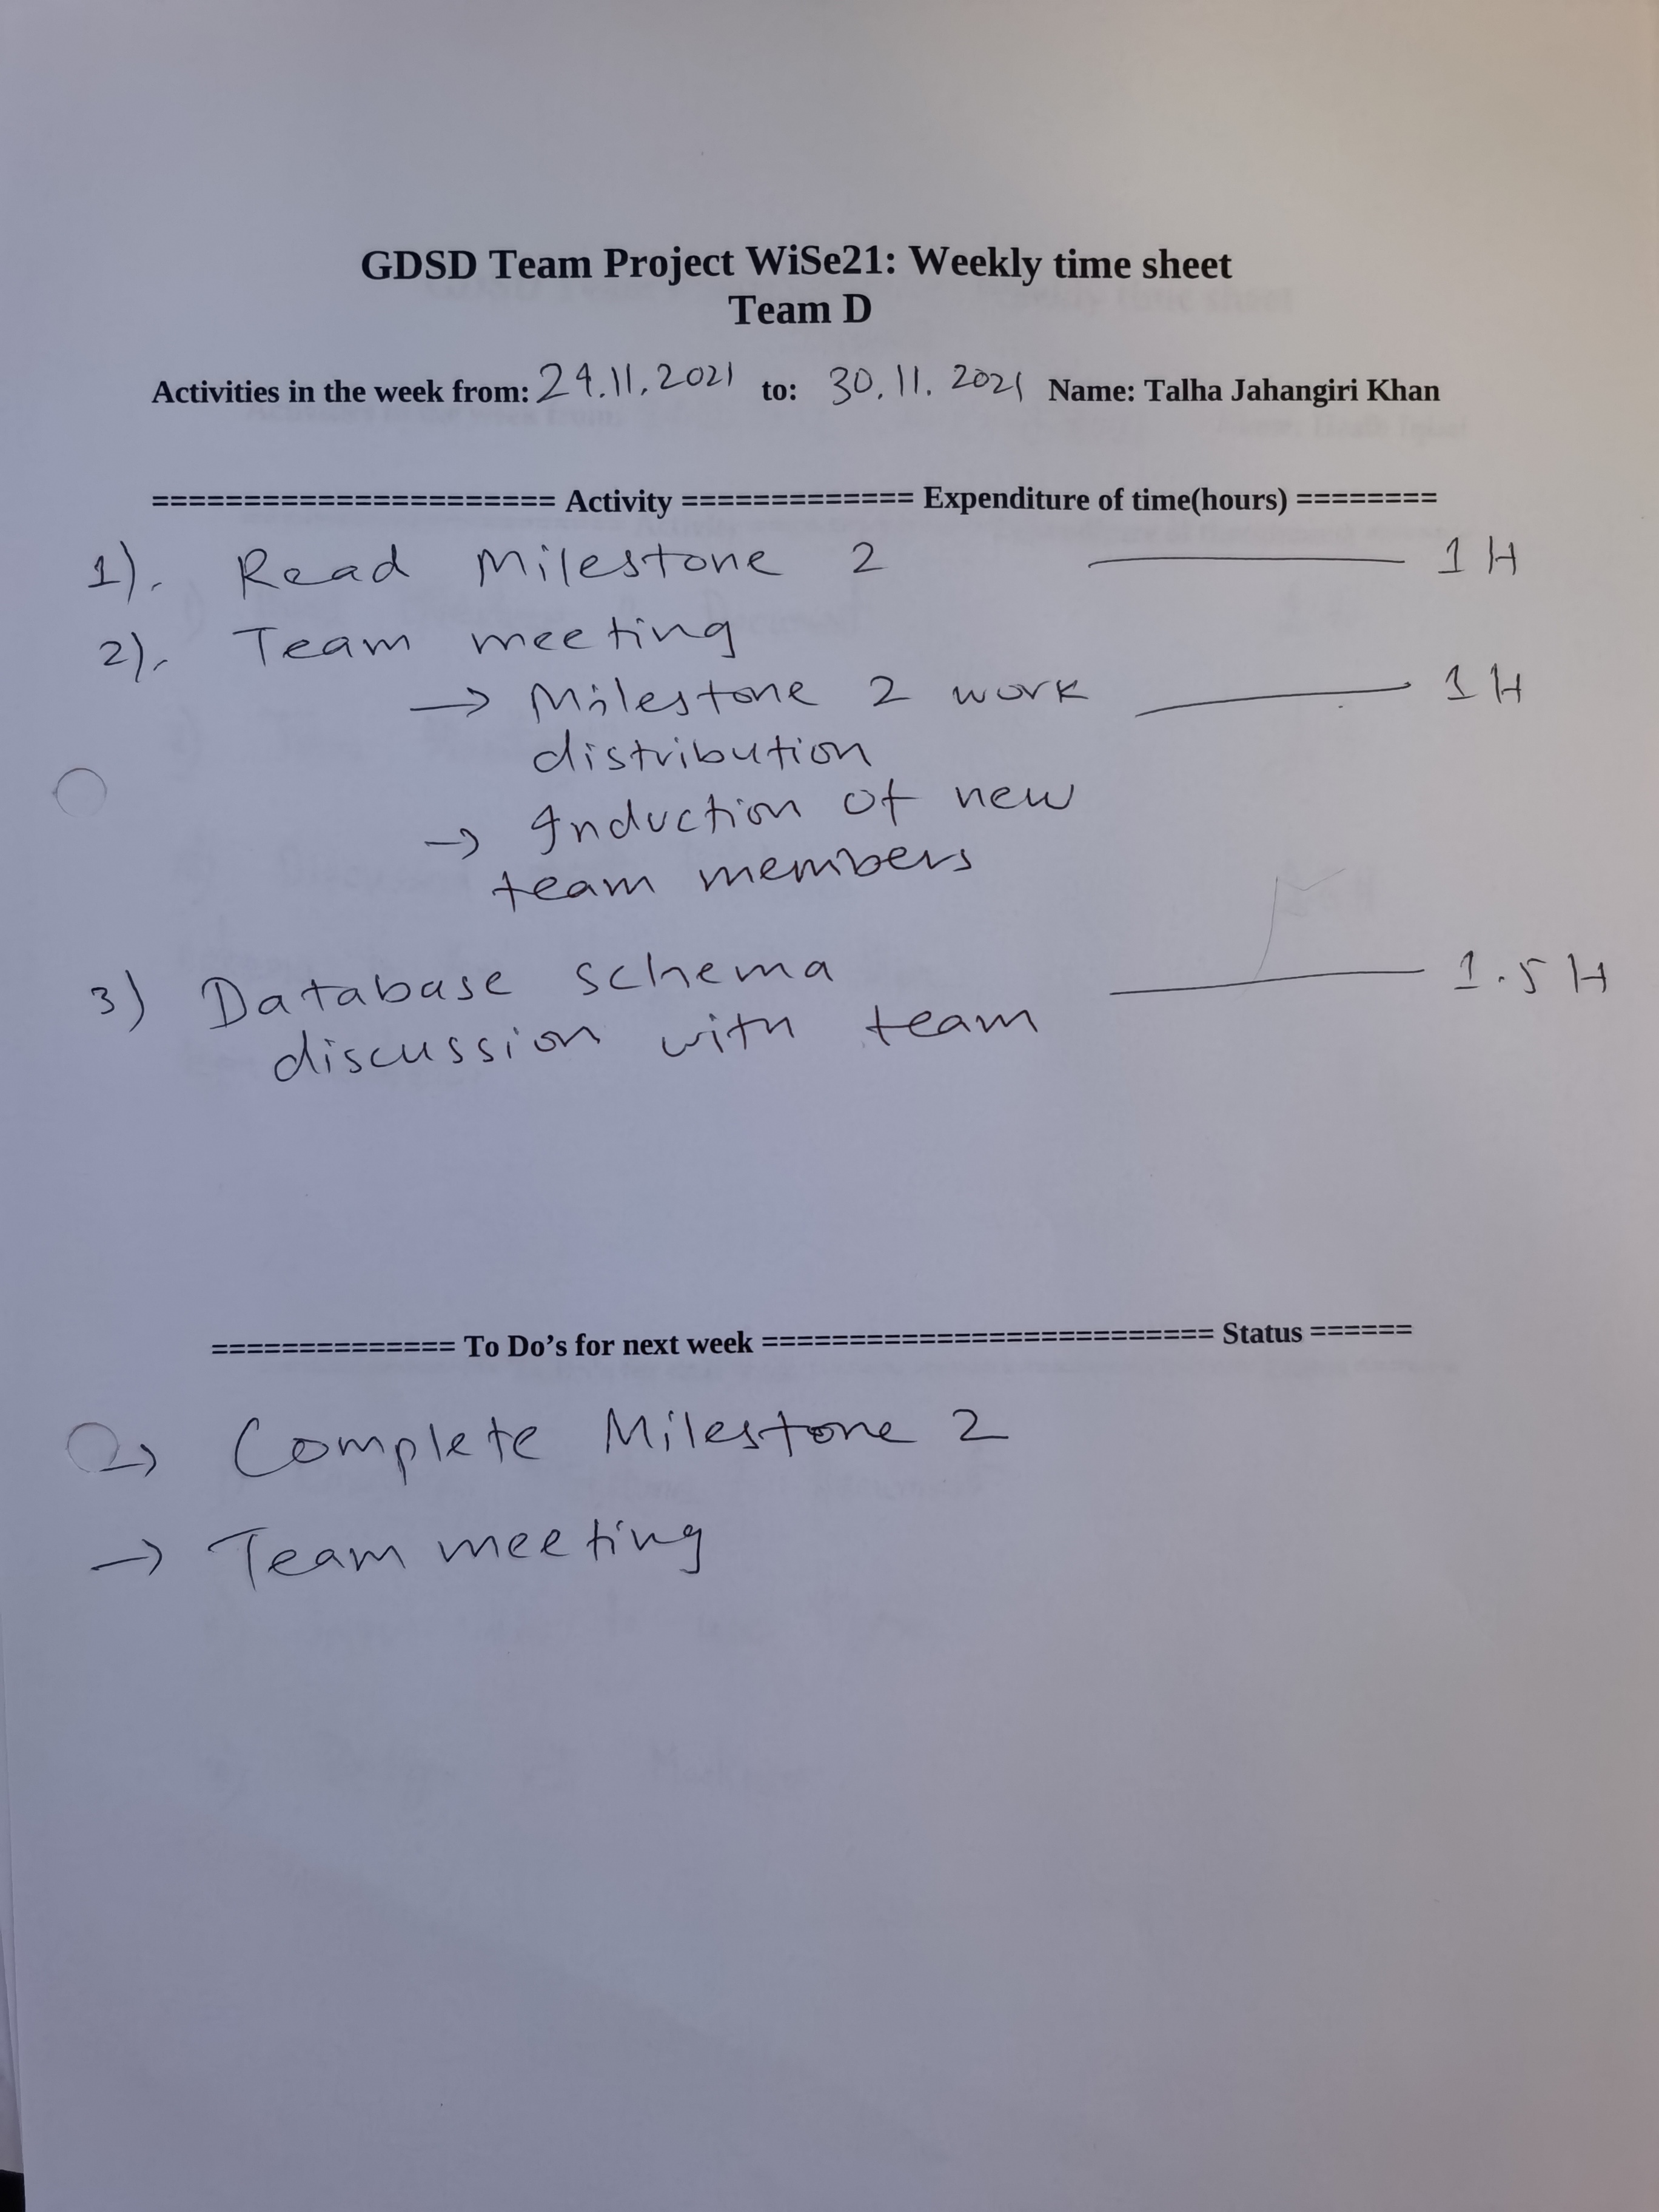 GDSD Team Project WiSe21: Weekly time sheet
Team D
Activities in the week from: 24.11.2021 to: 30.11.2021 Name: Talha Jahangiri Khan
====================== Activity ============= Expenditure of time(hours) ========
1). Read Milestone 2 —— 1 H
2). Team meeting
→ Milestone 2 work —— 1 H
distribution
→ Induction of new
team members
3) Database schema —— 1.5 H
discussion with team
============== To Do’s for next week ========================== Status ======
→ Complete Milestone 2
→ Team meeting